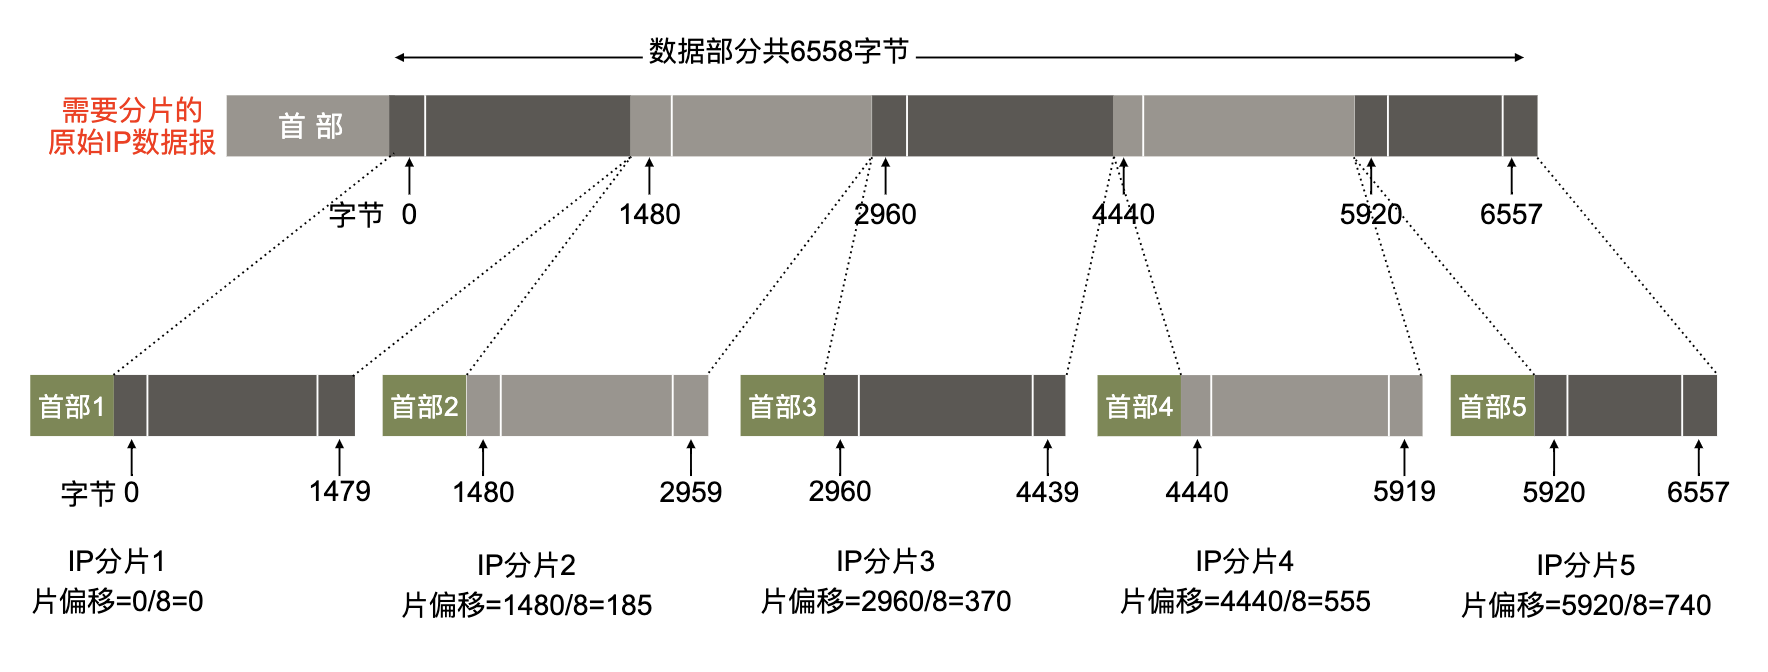 数据部分共6558字节
需要分片的
原始IP数据报
首 部
字节 0 1480 2960 4440 5920 6557
首部1 首部2 首部3 首部4 首部5
字节 0 1479 1480 2959 2960 4439 4440 5919 5920 6557
IP分片1
片偏移=0/8=0
IP分片2
片偏移=1480/8=185
IP分片3
片偏移=2960/8=370
IP分片4
片偏移=4440/8=555
IP分片5
片偏移=5920/8=740